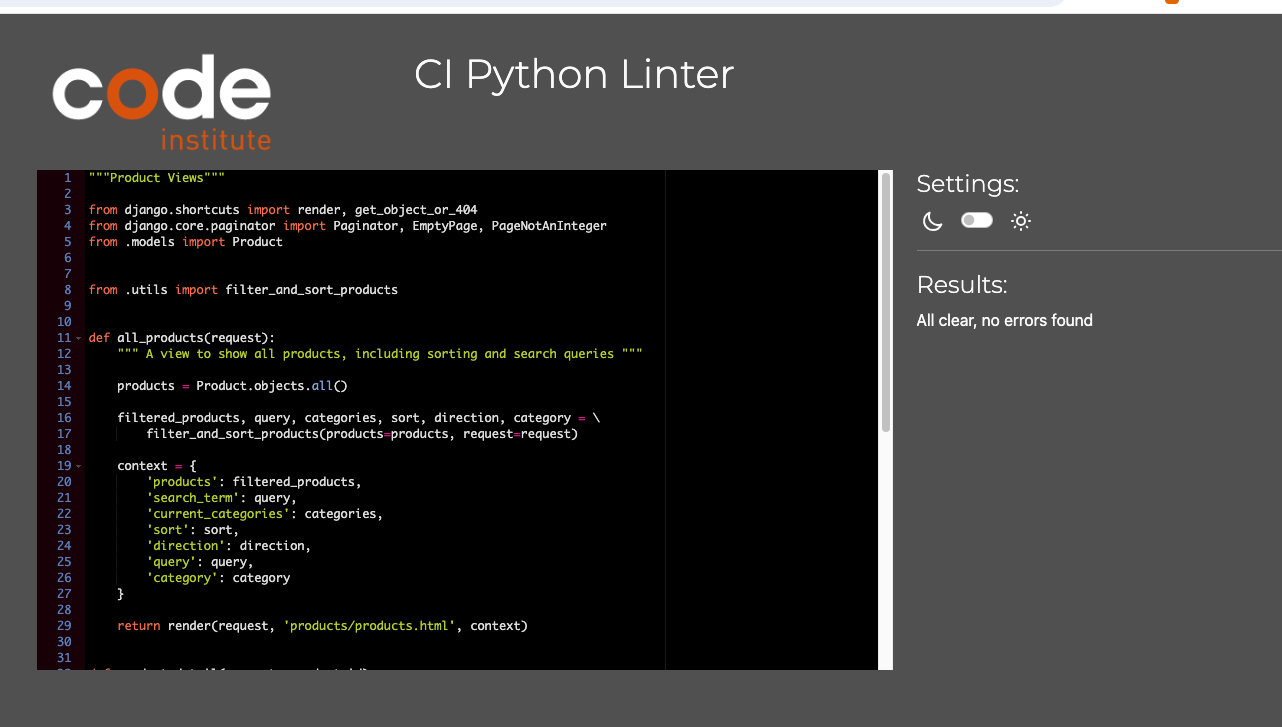 code
institute
CI Python Linter
1 """Product Views"""
2
3 from django.shortcuts import render, get_object_or_404
4 from django.core.paginator import Paginator, EmptyPage, PageNotAnInteger
5 from .models import Product
6
7
8 from .utils import filter_and_sort_products
9
10
11 def all_products(request):
12     """ A view to show all products, including sorting and search queries """
13
14     products = Product.objects.all()
15
16     filtered_products, query, categories, sort, direction, category = \
17         filter_and_sort_products(products=products, request=request)
18
19     context = {
20         'products': filtered_products,
21         'search_term': query,
22         'current_categories': categories,
23         'sort': sort,
24         'direction': direction,
25         'query': query,
26         'category': category
27     }
28
29     return render(request, 'products/products.html', context)
30
31
Settings:
Results:
All clear, no errors found